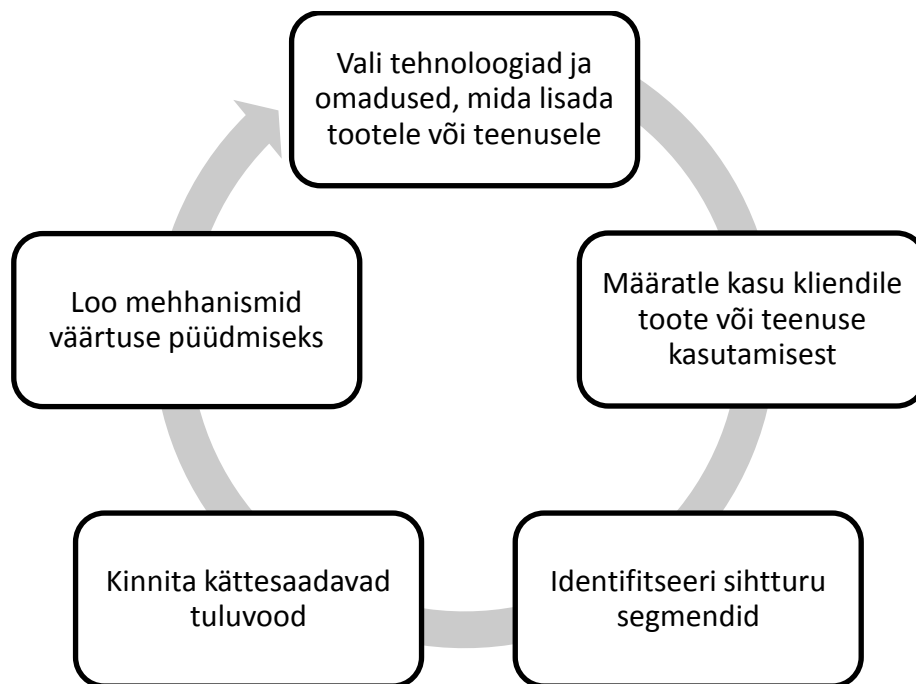 Vali tehnoloogiad ja
omadused, mida lisada
tootele või teenusele
Määratle kasu kliendile
toote või teenuse
kasutamisest
Identifitseeri sihtturu
segmendid
Kinnita kättesaadavad
tuluvood
Loo mehhanismid
väärtuse püüdmiseks